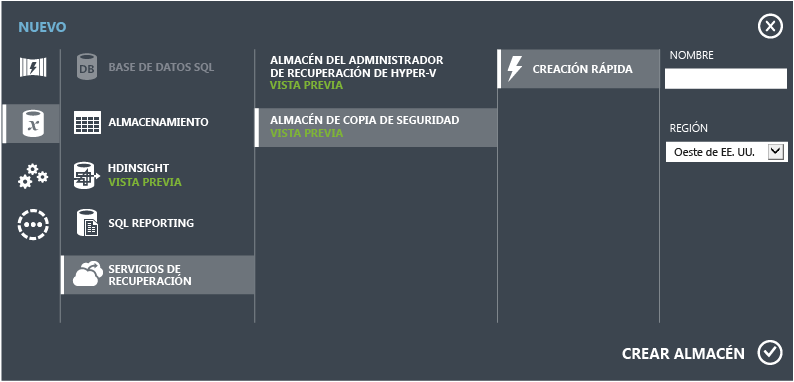 NUEVO
DB
BASE DE DATOS SQL
ALMACENAMIENTO
HDINSIGHT
VISTA PREVIA
SQL REPORTING
SERVICIOS DE
RECUPERACIÓN
x
ALMACÉN DEL ADMINISTRADOR
DE RECUPERACIÓN DE HYPER-V
VISTA PREVIA
ALMACÉN DE COPIA DE SEGURIDAD
VISTA PREVIA
CREACIÓN RÁPIDA
NOMBRE
REGIÓN
Oeste de EE. UU.
CREAR ALMACÉN